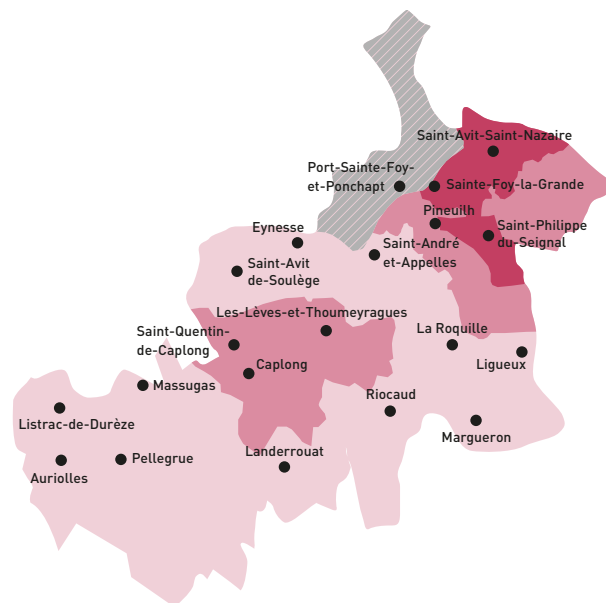 Saint-Avit-Saint-Nazaire
Port-Sainte-Foy-
et-Ponchapt
Sainte-Foy-la-Grande
Pineuilh
Saint-Philippe
du-Seignal
Eynesse
Saint-André
et-Appelles
Saint-Avit
de-Soulège
Les-Lèves-et-Thoumeyragues
Saint-Quentin-
de-Caplong
La Roquille
Ligueux
Caplong
Massugas
Riocaud
Listrac-de-Durèze
Margueron
Landerrouat
Pellegrue
Auriolles